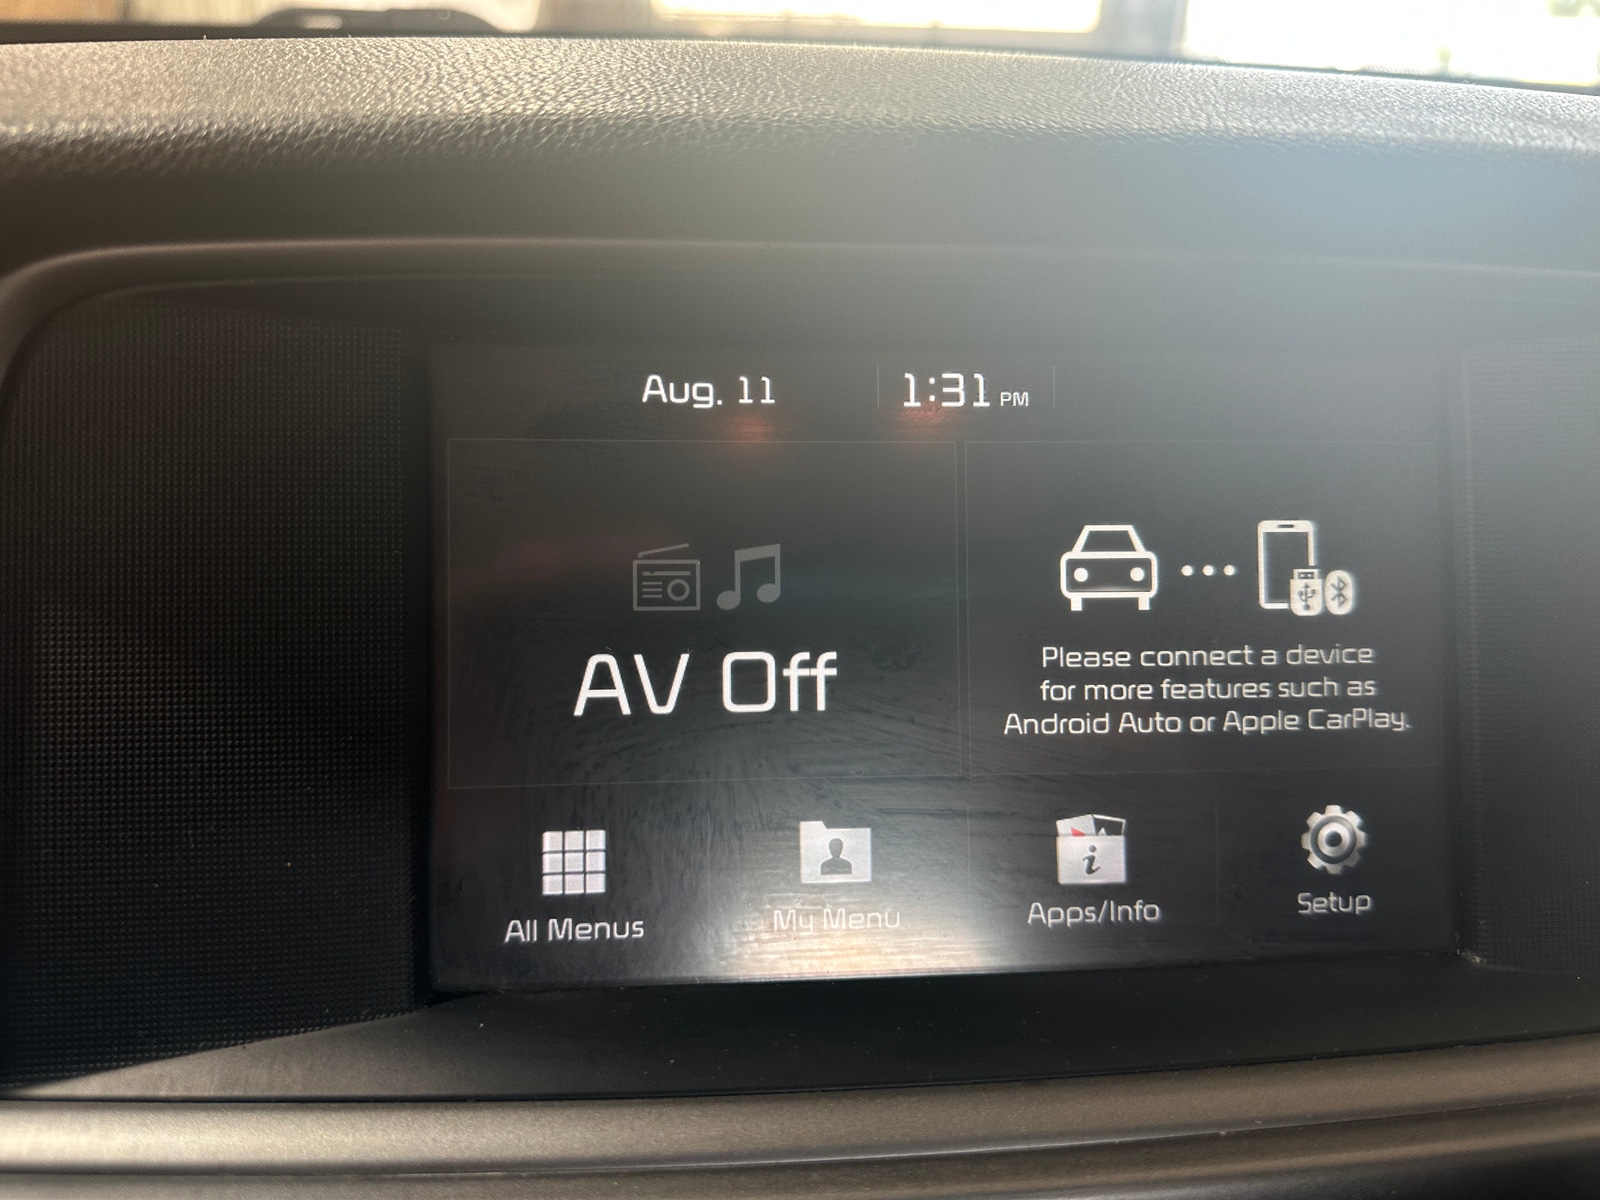 Aug. 11
1:31 PM
AV Off
Please connect a device
for more features such as
Android Auto or Apple CarPlay.
All Menus
My Menu
i
Apps/Info
Setup